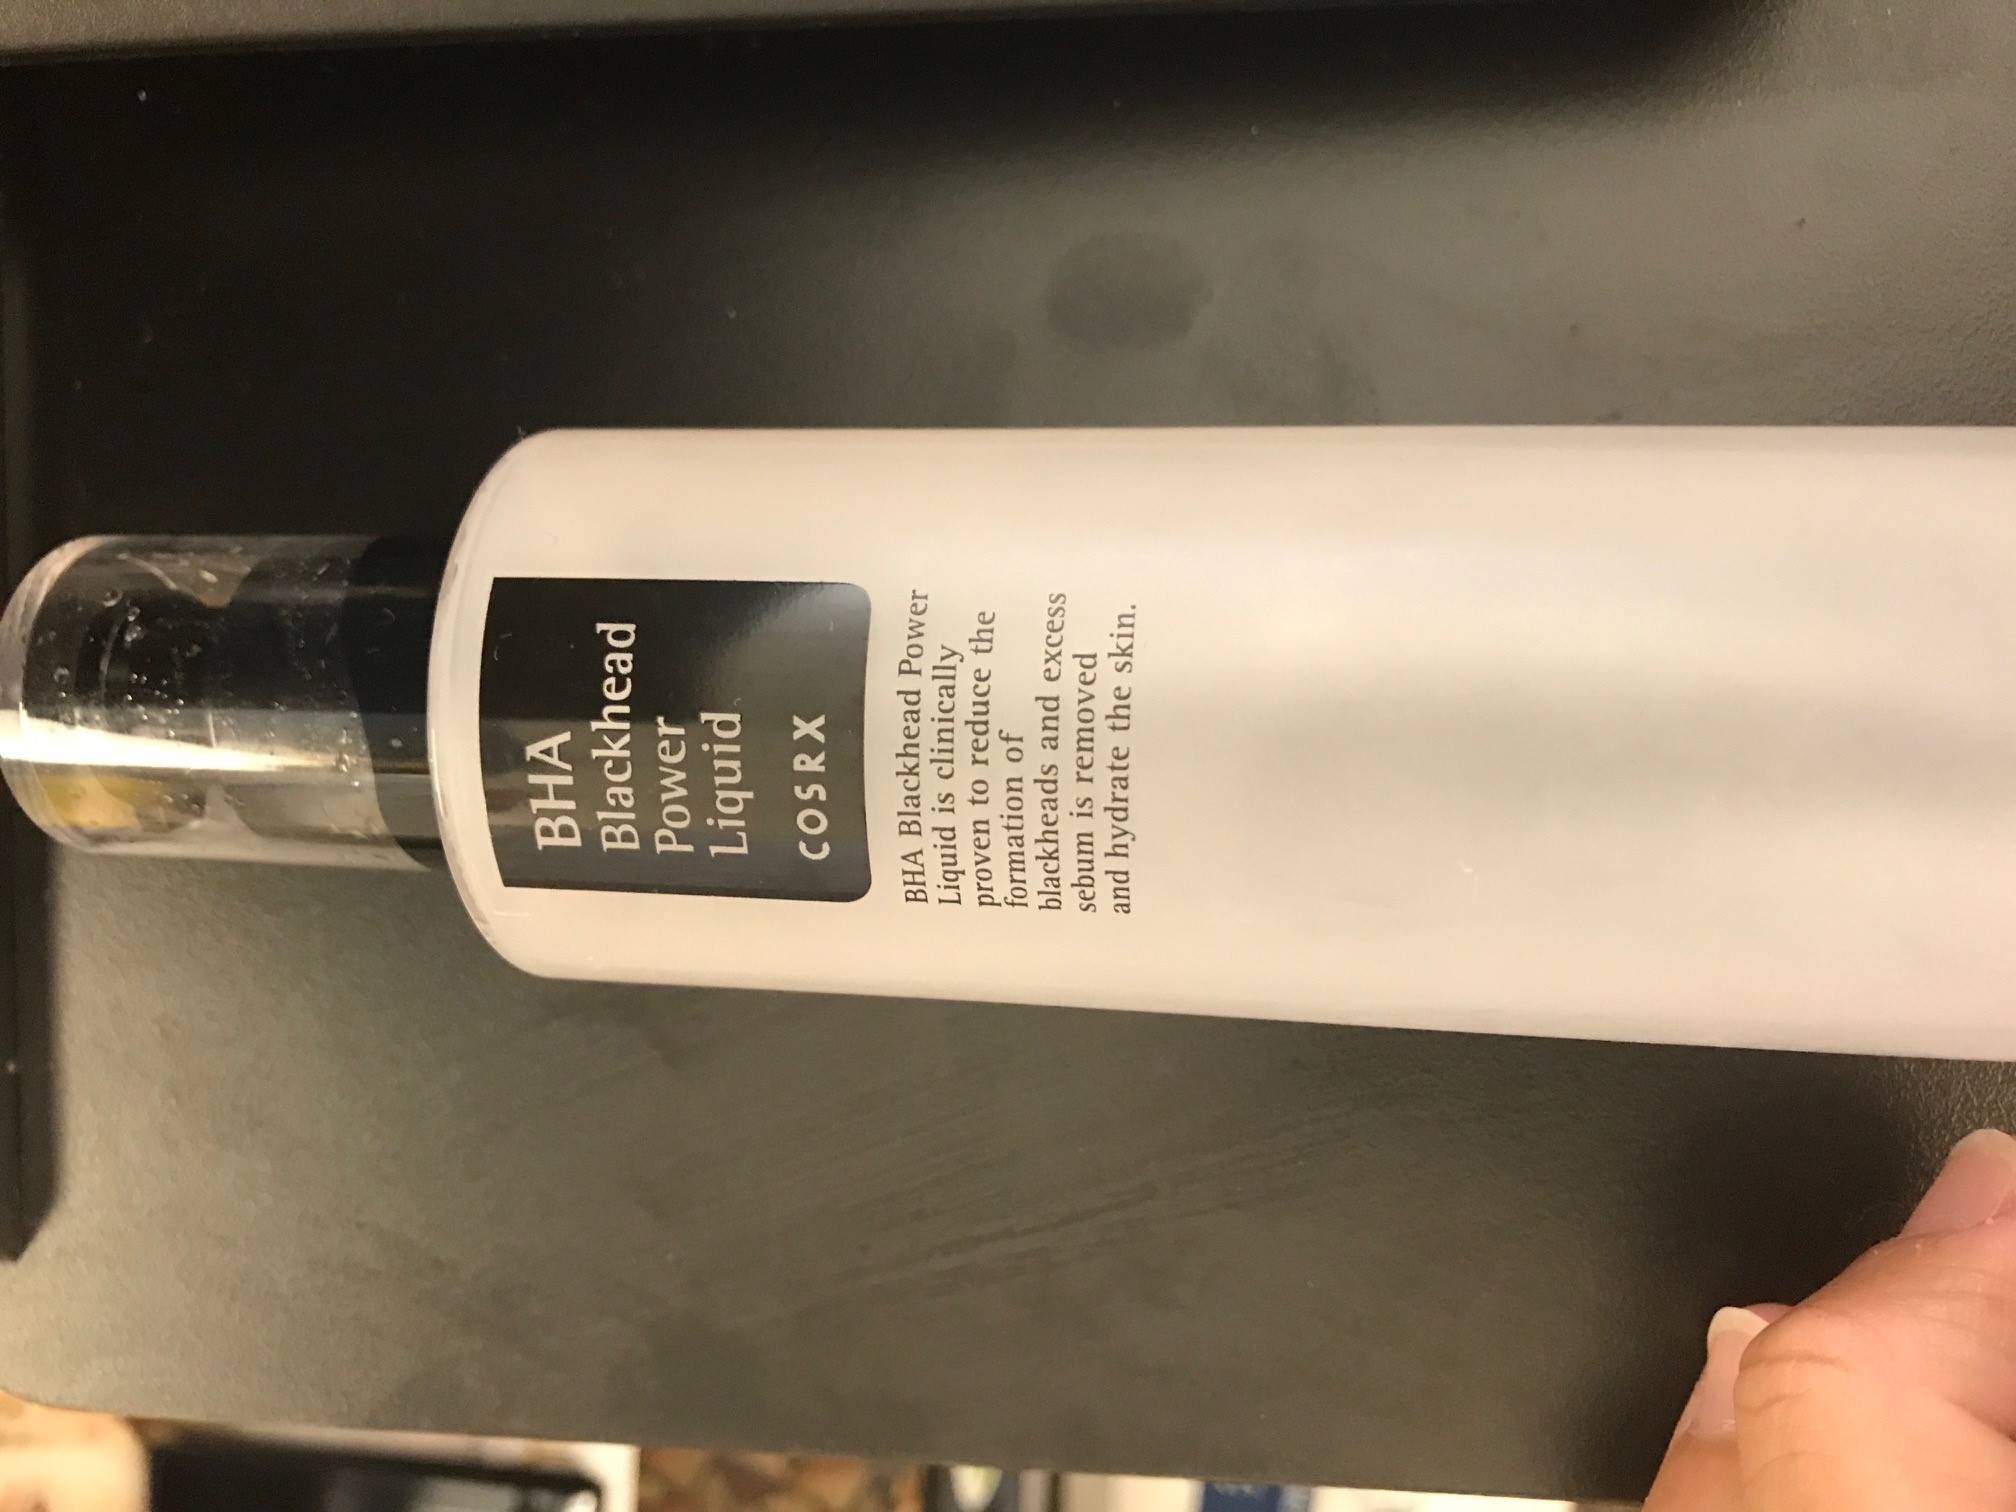 BHA
Blackhead
Power
Liquid
COSRX
BHA Blackhead Power
Liquid is clinically
proven to reduce the
formation of
blackheads and excess
sebum is removed
and hydrate the skin.